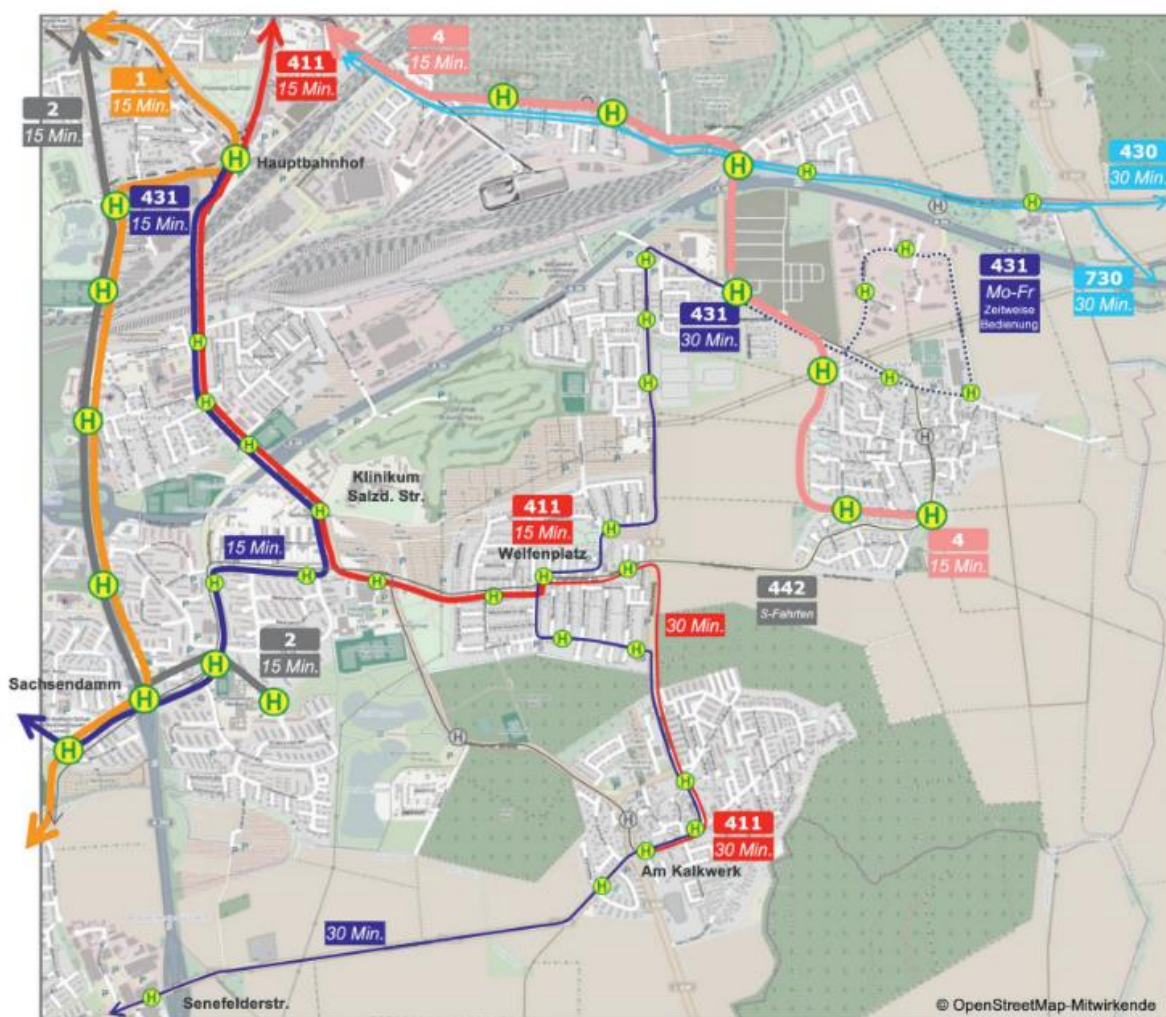 4
15 Min.
411
15 Min.
1
15 Min.
2
15 Min.
Hauptbahnhof
430
30 Min.
431
15 Min.
730
30 Min.
431
Mo-Fr
Zeitweise
Bedienung
431
30 Min.
Klinikum
Salzd. Str.
411
15 Min.
Welfenplatz
15 Min.
4
15 Min.
442
S-Fahrten
30 Min.
2
15 Min.
Sachsendamm
411
30 Min.
Am Kalkwerk
30 Min.
Senefelderstr.
© OpenStreetMap-Mitwirkende